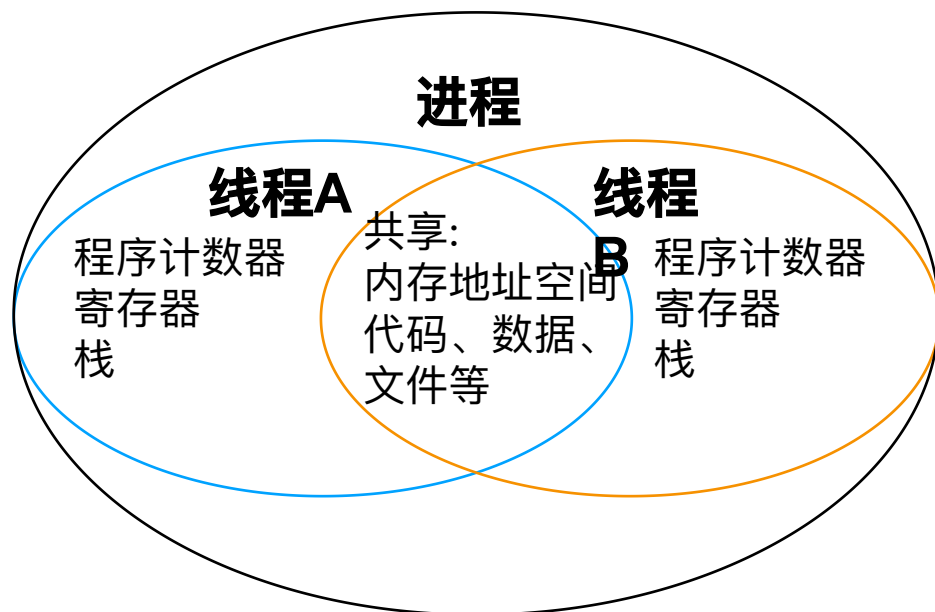 进程
线程A
程序计数器
寄存器
栈
共享:
内存地址空间
代码、数据、
文件等
线程
B
程序计数器
寄存器
栈